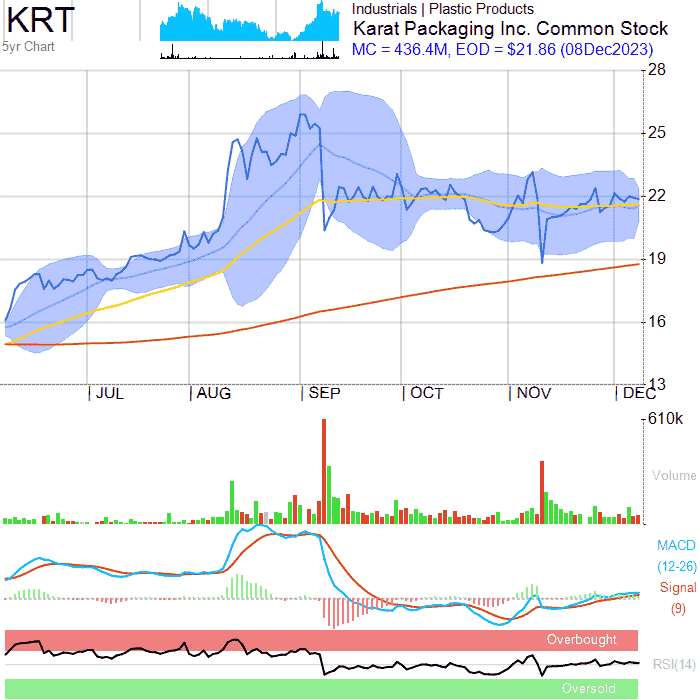 KRT
5yr Chart
Industrials | Plastic Products
Karat Packaging Inc. Common Stock
MC = 436.4M, EOD = $21.86 (08Dec2023)
28
25
22
19
16
13
JUL AUG SEP OCT NOV DEC
610k
Volume
MACD
(12-26)
Signal
(9)
Overbought
RSI(14)
Oversold